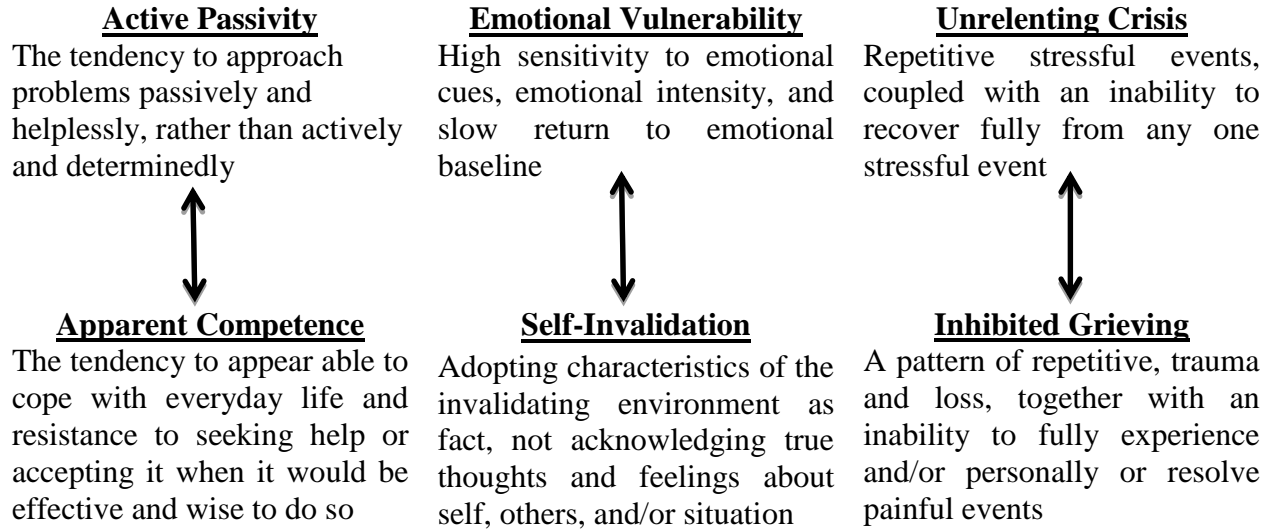 Active Passivity
The tendency to approach
problems passively and
helplessly, rather than actively
and determinedly
Emotional Vulnerability
High sensitivity to emotional
cues, emotional intensity, and
slow return to emotional
baseline
Unrelenting Crisis
Repetitive stressful events,
coupled with an inability to
recover fully from any one
stressful event
Apparent Competence
The tendency to appear able to
cope with everyday life and
resistance to seeking help or
accepting it when it would be
effective and wise to do so
Self-Invalidation
Adopting characteristics of the
invalidating environment as
fact, not acknowledging true
thoughts and feelings about
self, others, and/or situation
Inhibited Grieving
A pattern of repetitive, trauma
and loss, together with an
inability to fully experience
and/or personally or resolve
painful events